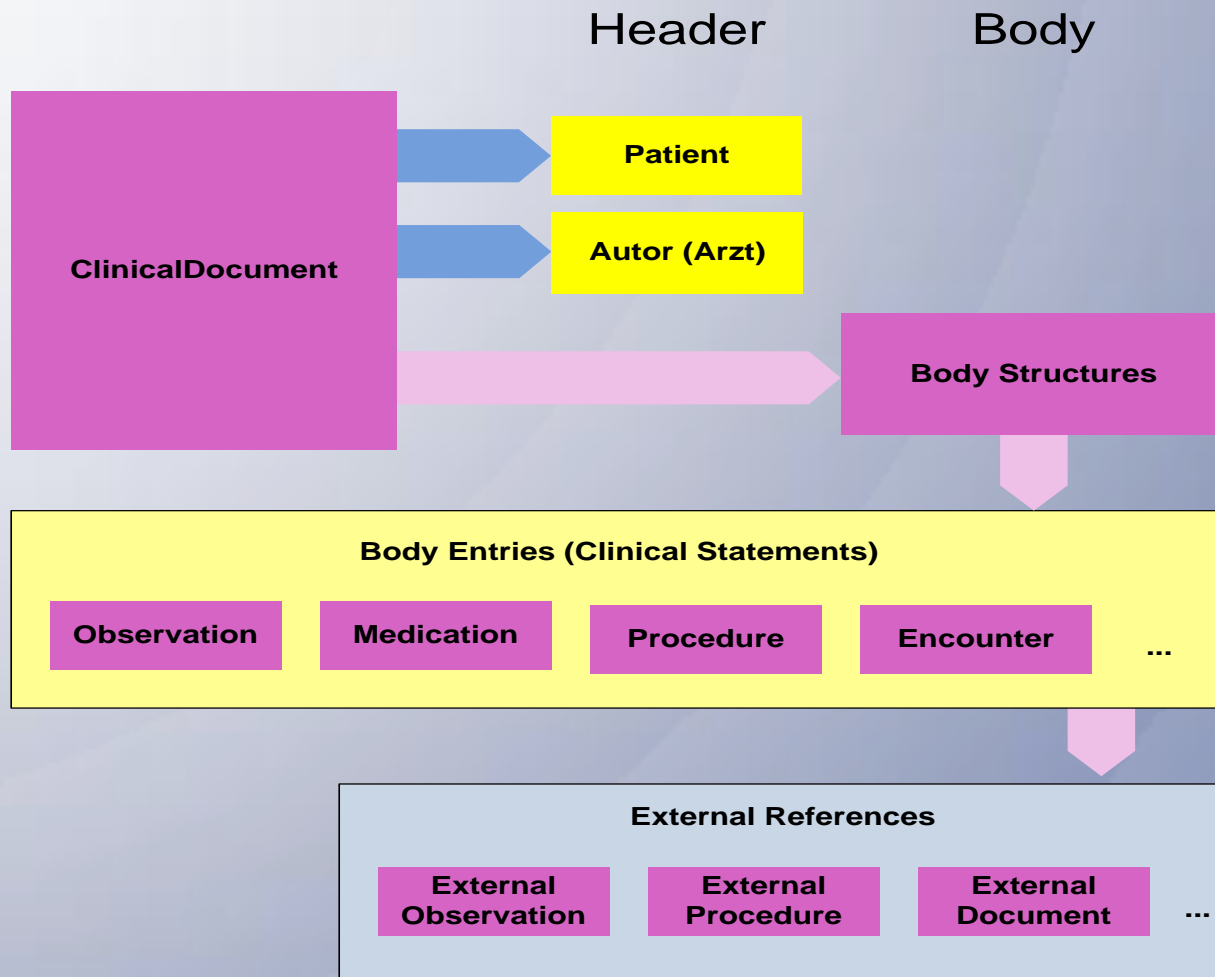 Header
Body
ClinicalDocument
Patient
Autor (Arzt)
Body Structures
Body Entries (Clinical Statements)
Observation
Medication
Procedure
Encounter
...
External References
External
Observation
External
Procedure
External
Document
...